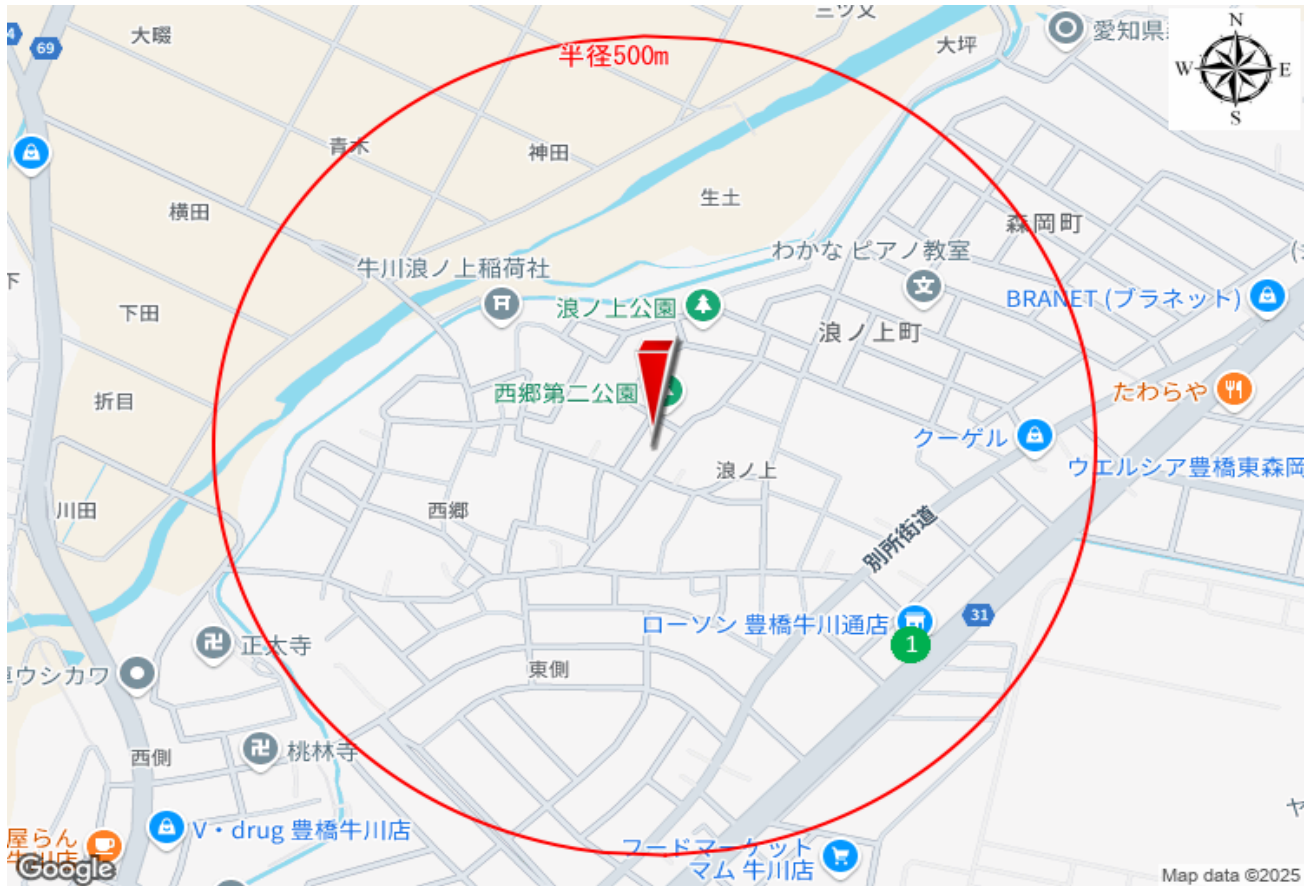 三ツ又
大畷
69
半径500m
大坪
N
W
E
S
青木
神田
生土
横田
森岡町
わかな ピアノ教室
牛川浪ノ上稲荷社
浪ノ上公園
BRANET (ブラネット)
下田
浪ノ上町
西郷第二公園
たわらや
折目
クーゲル
浪ノ上
ウエルシア豊橋東森岡
川田
西郷
別所街道
ローソン 豊橋牛川通店
31
1
正太寺
東側
ウシカワ
桃林寺
西側
V・drug 豊橋牛川店
フードマーケット
マム 牛川店
屋らん
Google
Map data ©2025